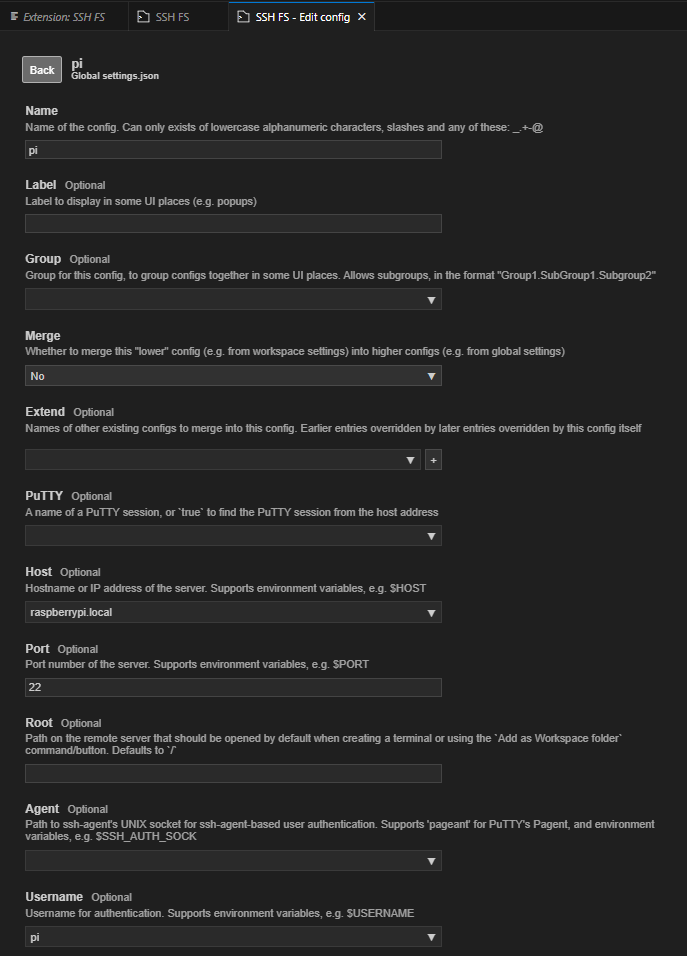 Extension: SSH FS
SSH FS
SSH FS - Edit config
Back
pi
Global settings.json
Name
Name of the config. Can only exists of lowercase alphanumeric characters, slashes and any of these: _.+-@
pi
Label Optional
Label to display in some UI places (e.g. popups)
Group Optional
Group for this config, to group configs together in some UI places. Allows subgroups, in the format "Group1.SubGroup1.Subgroup2"
Merge
Whether to merge this "lower" config (e.g. from workspace settings) into higher configs (e.g. from global settings)
No
Extend Optional
Names of other existing configs to merge into this config. Earlier entries overridden by later entries overridden by this config itself
+
PuTTY Optional
A name of a PuTTY session, or `true` to find the PuTTY session from the host address
Host Optional
Hostname or IP address of the server. Supports environment variables, e.g. $HOST
raspberrypi.local
Port Optional
Port number of the server. Supports environment variables, e.g. $PORT
22
Root Optional
Path on the remote server that should be opened by default when creating a terminal or using the `Add as Workspace folder`
command/button. Defaults to `/`
Agent Optional
Path to ssh-agent's UNIX socket for ssh-agent-based user authentication. Supports 'pageant' for PuTTY's Pagent, and environment
variables, e.g. $SSH_AUTH_SOCK
Username Optional
Username for authentication. Supports environment variables, e.g. $USERNAME
pi